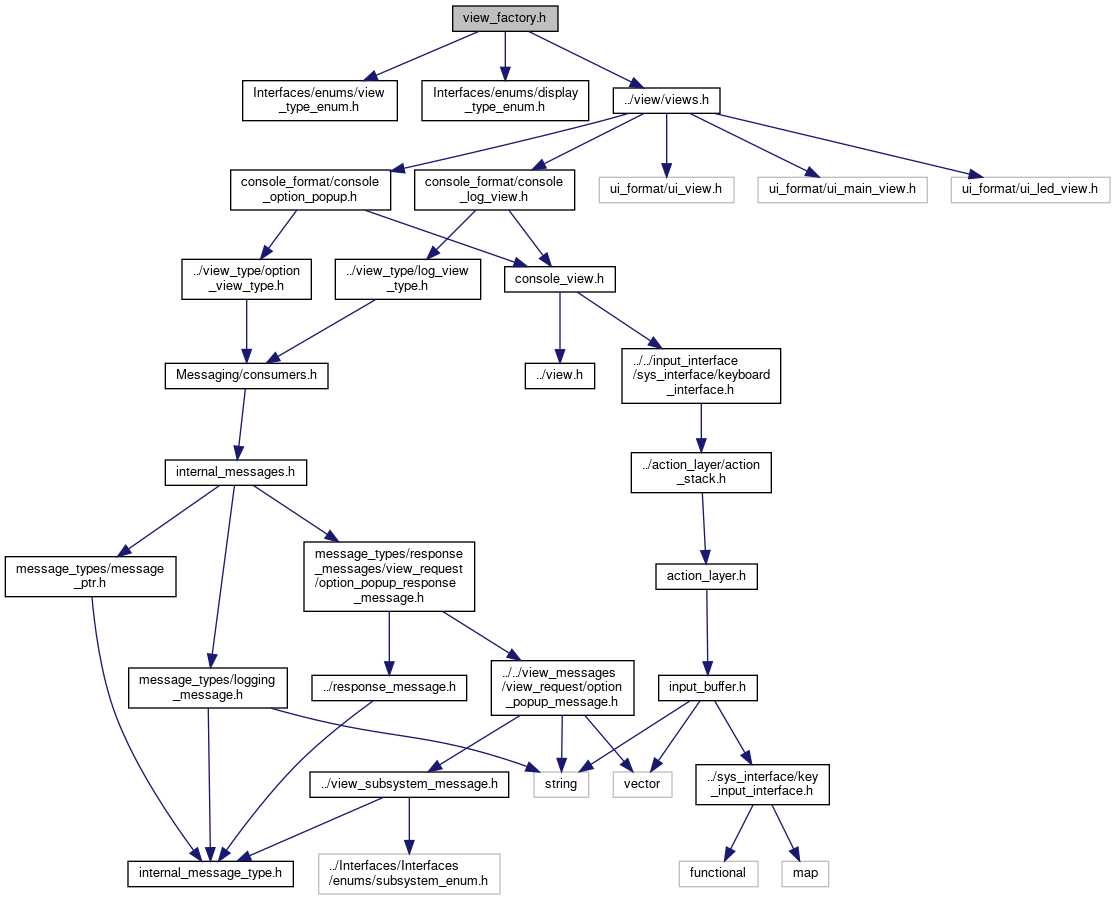 view_factory.h
Interfaces/enums/view
_type_enum.h
Interfaces/enums/display
_type_enum.h
../view/views.h
console_format/console
_option_popup.h
console_format/console
_log_view.h
ui_format/ui_view.h
ui_format/ui_main_view.h
ui_format/ui_led_view.h
../view_type/option
_view_type.h
../view_type/log_view
_type.h
console_view.h
Messaging/consumers.h
../view.h
../../input_interface
/sys_interface/keyboard
_interface.h
internal_messages.h
../action_layer/action
_stack.h
message_types/message
_ptr.h
message_types/response
_messages/view_request
/option_popup_response
_message.h
action_layer.h
message_types/logging
_message.h
../response_message.h
../../view_messages
/view_request/option
_popup_message.h
input_buffer.h
../view_subsystem_message.h
string
vector
../sys_interface/key
_input_interface.h
internal_message_type.h
../Interfaces/Interfaces
/enums/subsystem_enum.h
functional
map